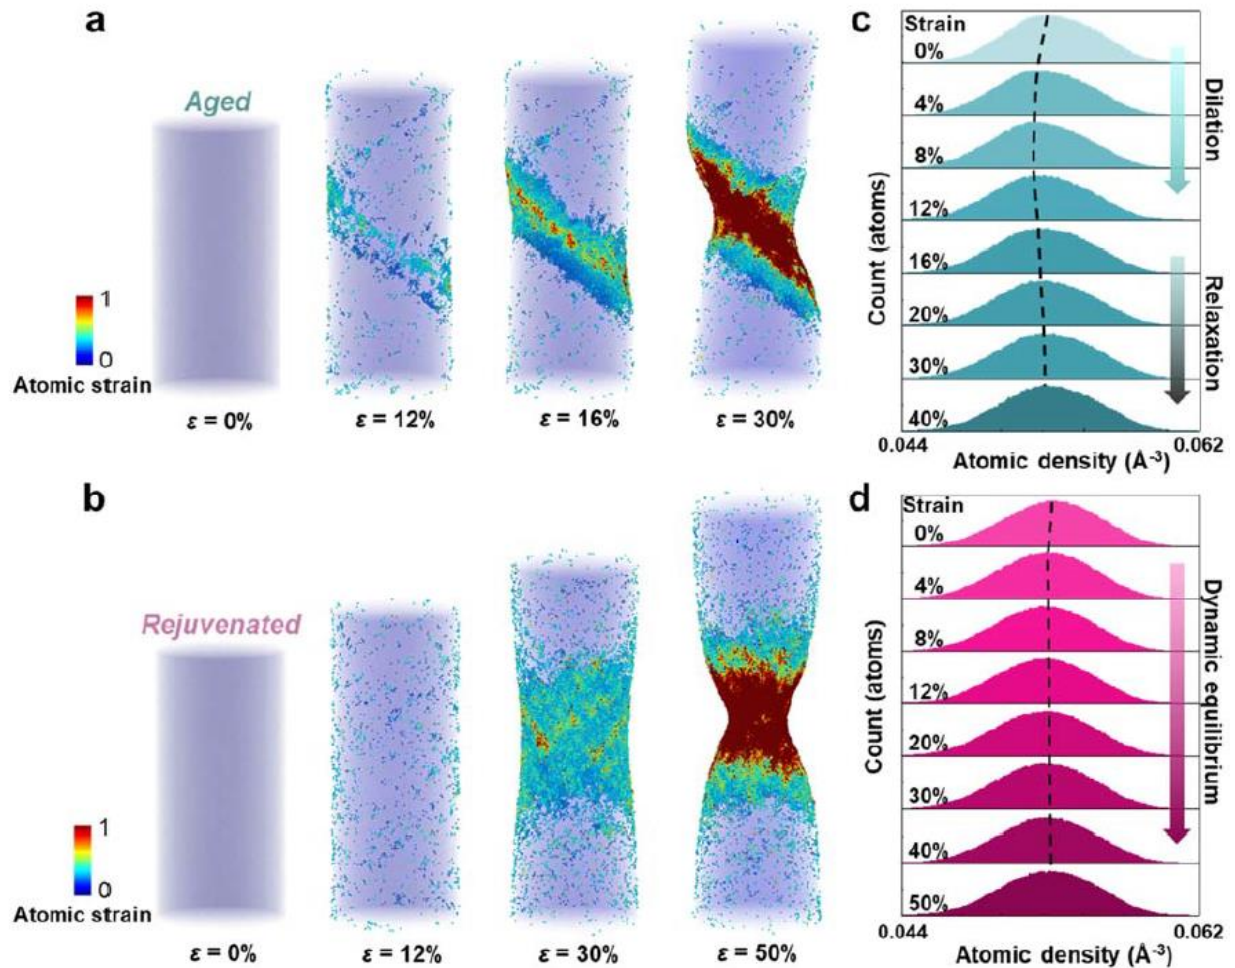 a
Aged
1
0
Atomic strain
ε = 0%
ε = 12%
ε = 16%
ε = 30%
c
Strain
0%
4%
8%
12%
16%
20%
30%
40%
Count (atoms)
Dilation
Relaxation
0.044
0.062
Atomic density (Å⁻³)
b
Rejuvenated
1
0
Atomic strain
ε = 0%
ε = 12%
ε = 30%
ε = 50%
d
Strain
0%
4%
8%
12%
20%
30%
40%
50%
Count (atoms)
Dynamic equilibrium
0.044
0.062
Atomic density (Å⁻³)